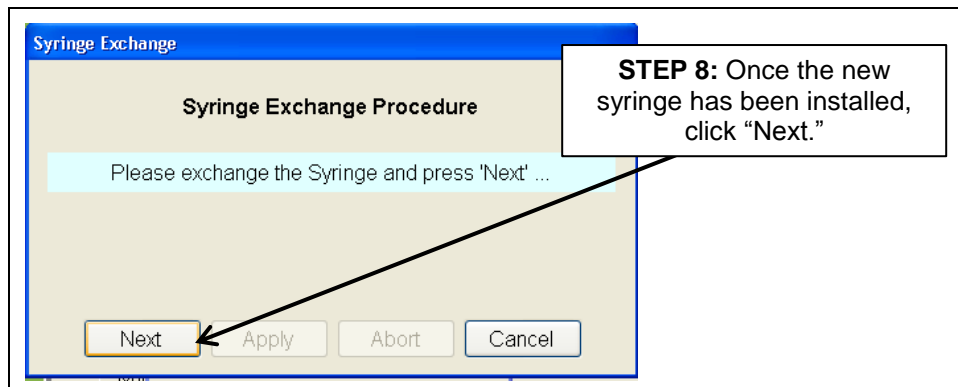 Syringe Exchange
STEP 8: Once the new
syringe has been installed,
click “Next.”
Syringe Exchange Procedure
Please exchange the Syringe and press 'Next' ...
Next Apply Abort Cancel